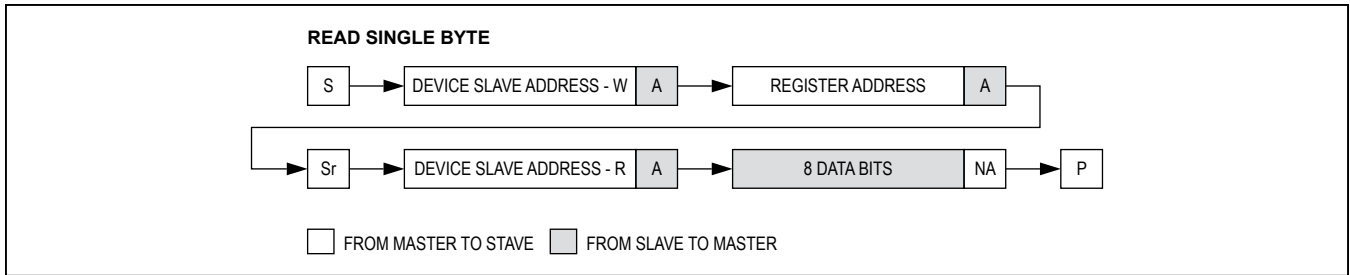 READ SINGLE BYTE
S DEVICE SLAVE ADDRESS - W A REGISTER ADDRESS A
Sr DEVICE SLAVE ADDRESS - R A 8 DATA BITS NA P
FROM MASTER TO STAVE FROM SLAVE TO MASTER